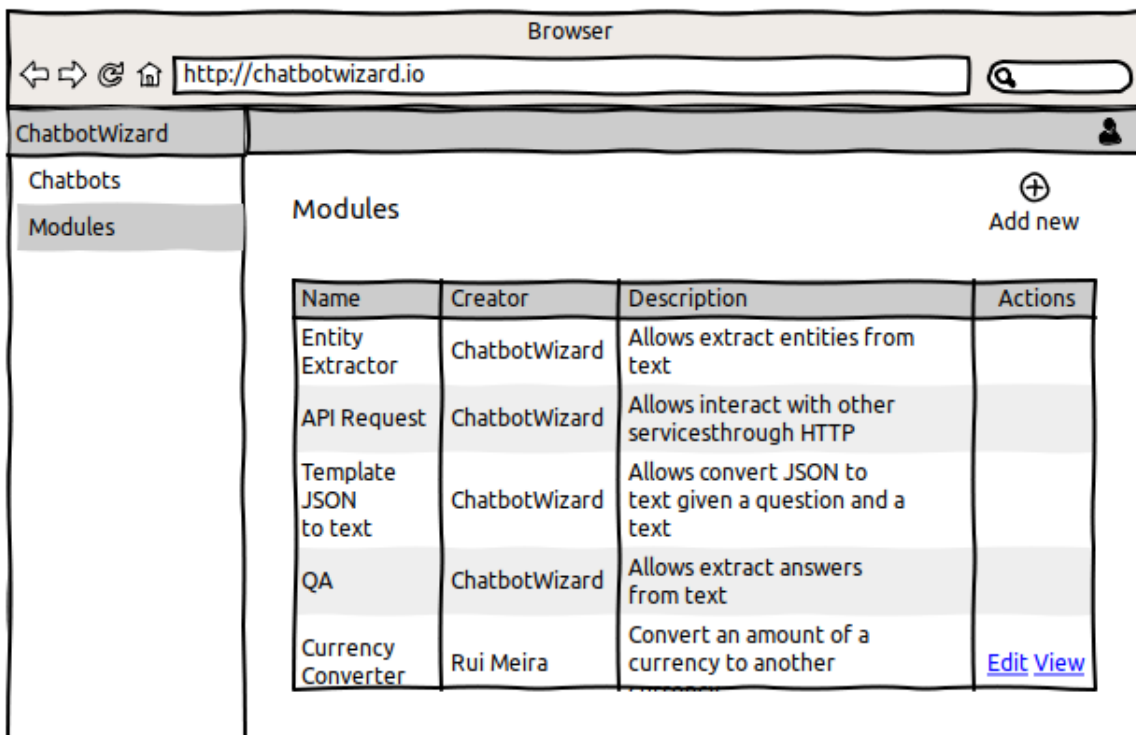 Browser
http://chatbotwizard.io
ChatbotWizard
Chatbots
Modules
Modules
Add new
Name Creator Description Actions
Entity
Extractor
ChatbotWizard
Allows extract entities from
text
API Request
ChatbotWizard
Allows interact with other
servicesthrough HTTP
Template
JSON
to text
ChatbotWizard
Allows convert JSON to
text given a question and a
text
QA
ChatbotWizard
Allows extract answers
from text
Currency
Converter
Rui Meira
Convert an amount of a
currency to another
Edit View